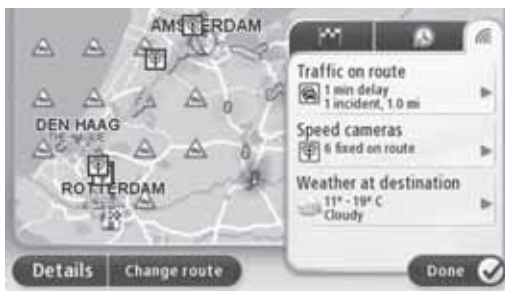 AMSTERDAM
DEN HAAG
ROTTERDAM
Traffic on route
1 min delay
1 incident, 1.0 mi
Speed cameras
6 fixed on route
Weather at destination
11° - 19° C
Cloudy
Details
Change route
Done